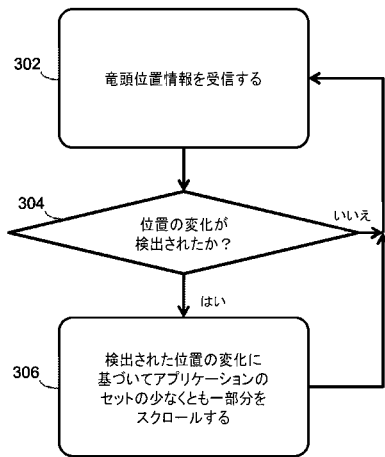 302
竜頭位置情報を受信する
304
位置の変化が
検出されたか？
いいえ
はい
306
検出された位置の変化に
基づいてアプリケーションの
セットの少なくとも一部分を
スクロールする